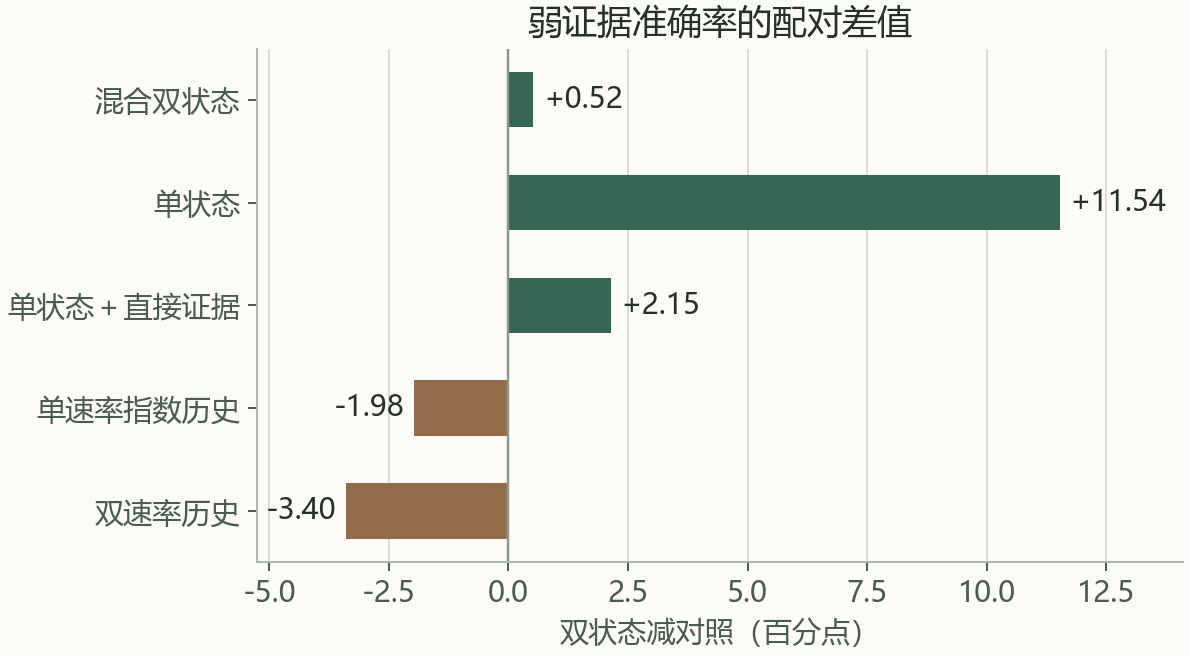 弱证据准确率的配对差值
混合双状态
+0.52
单状态
+11.54
单状态 + 直接证据
+2.15
单速率指数历史
-1.98
双速率历史
-3.40
-5.0 -2.5 0.0 2.5 5.0 7.5 10.0 12.5
双状态减对照（百分点）